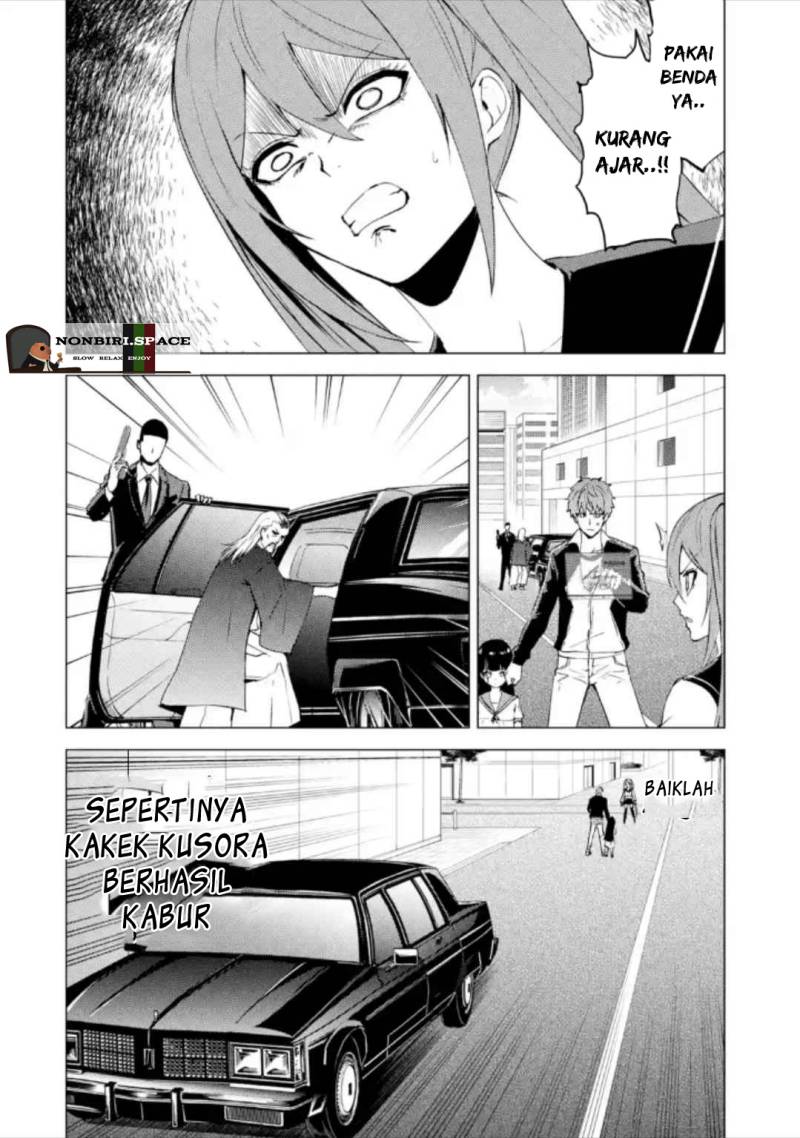 PAKAI
BENDA
YA..
KURANG
AJAR..!!
NONBIRI.SPACE
SLOW RELAX ENJOY
BAIKLAH
SEPERTINYA
KAKEK KUSORA
BERHASIL
KABUR